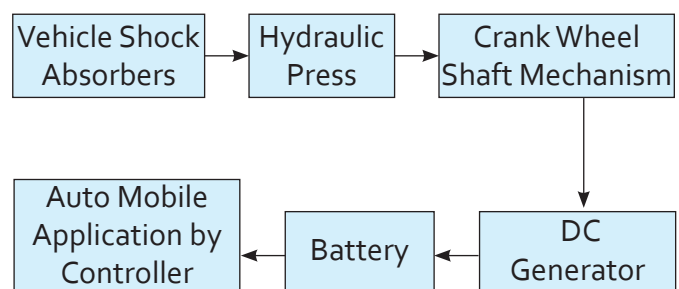 Vehicle Shock
Absorbers
Hydraulic
Press
Crank Wheel
Shaft Mechanism
DC
Generator
Battery
Auto Mobile
Application by
Controller